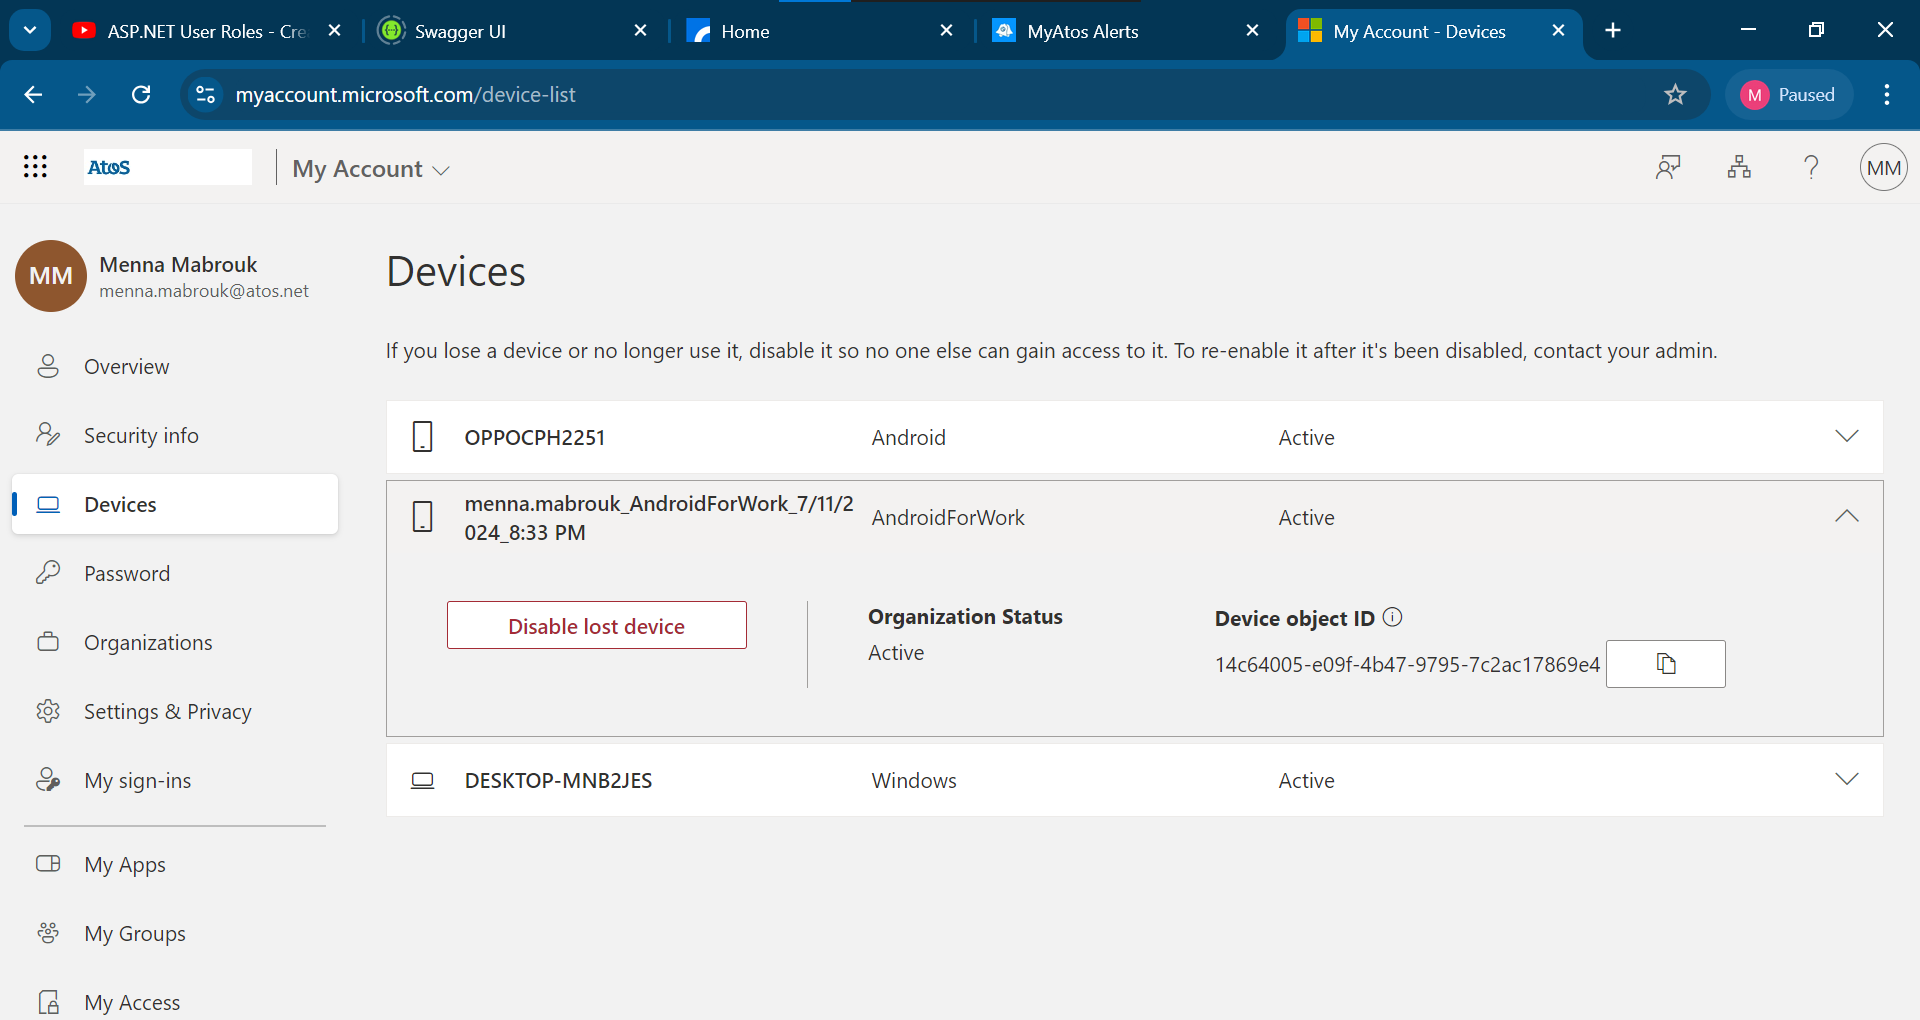 ASP.NET User Roles - Cre
Swagger UI
Home
MyAtos Alerts
My Account - Devices
myaccount.microsoft.com/device-list
M
Paused
Atos
My Account
MM
MM
Menna Mabrouk
menna.mabrouk@atos.net
Overview
Security info
Devices
Password
Organizations
Settings & Privacy
My sign-ins
My Apps
My Groups
My Access
Devices
If you lose a device or no longer use it, disable it so no one else can gain access to it. To re-enable it after it's been disabled, contact your admin.
OPPOCPH2251
Android
Active
menna.mabrouk_AndroidForWork_7/11/2
024_8:33 PM
AndroidForWork
Active
Disable lost device
Organization Status
Active
Device object ID
14c64005-e09f-4b47-9795-7c2ac17869e4
DESKTOP-MNB2JES
Windows
Active